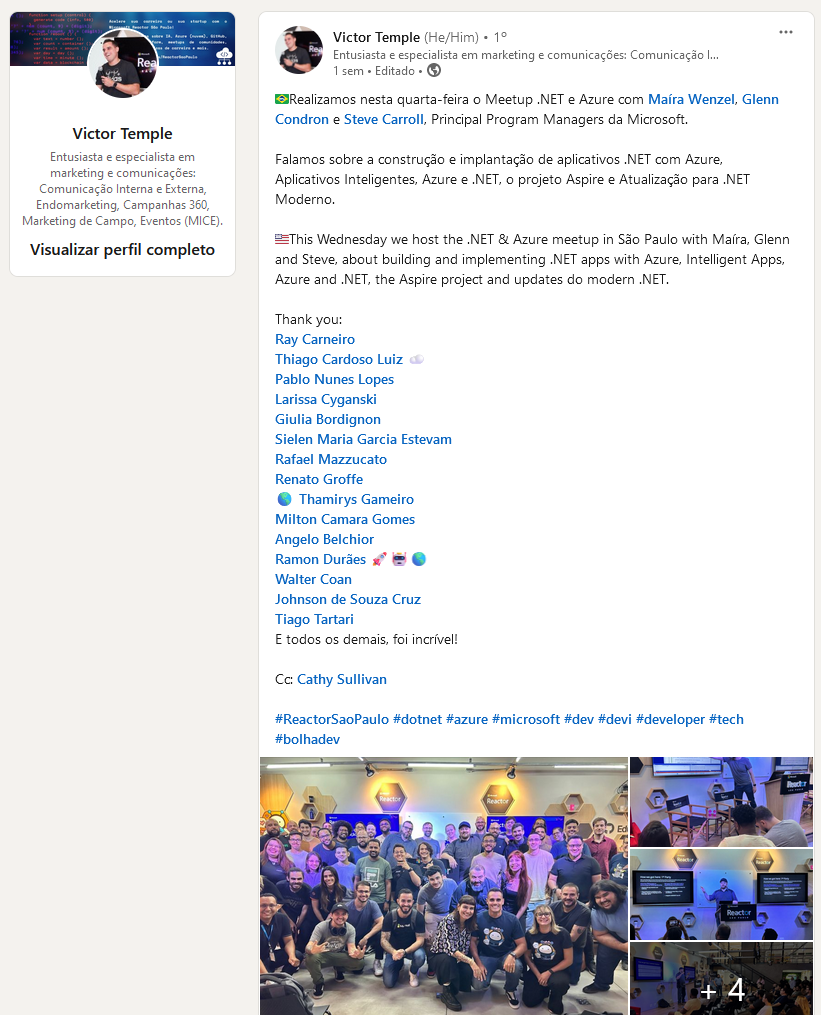 Victor Temple
Entusiasta e especialista em
marketing e comunicações:
Comunicação Interna e Externa,
Endomarketing, Campanhas 360,
Marketing de Campo, Eventos (MICE).
Visualizar perfil completo
Victor Temple (He/Him) • 1º
Entusiasta e especialista em marketing e comunicações: Comunicação I...
1 sem • Editado •
Realizamos nesta quarta-feira o Meetup .NET e Azure com Maíra Wenzel, Glenn
Condron e Steve Carroll, Principal Program Managers da Microsoft.
Falamos sobre a construção e implantação de aplicativos .NET com Azure,
Aplicativos Inteligentes, Azure e .NET, o projeto Aspire e Atualização para .NET
Moderno.
This Wednesday we host the .NET & Azure meetup in São Paulo with Maíra, Glenn
and Steve, about building and implementing .NET apps with Azure, Intelligent Apps,
Azure and .NET, the Aspire project and updates do modern .NET.
Thank you:
Ray Carneiro
Thiago Cardoso Luiz
Pablo Nunes Lopes
Larissa Cyganski
Giulia Bordignon
Sielen Maria Garcia Estevam
Rafael Mazzucato
Renato Groffe
Thamirys Gameiro
Milton Camara Gomes
Angelo Belchior
Ramon Durães
Walter Coan
Johnson de Souza Cruz
Tiago Tartari
E todos os demais, foi incrível!
Cc: Cathy Sullivan
#ReactorSaoPaulo #dotnet #azure #microsoft #dev #devi #developer #tech
#bolhadev
Reactor
Reactor
Reactor
Reactor
+ 4